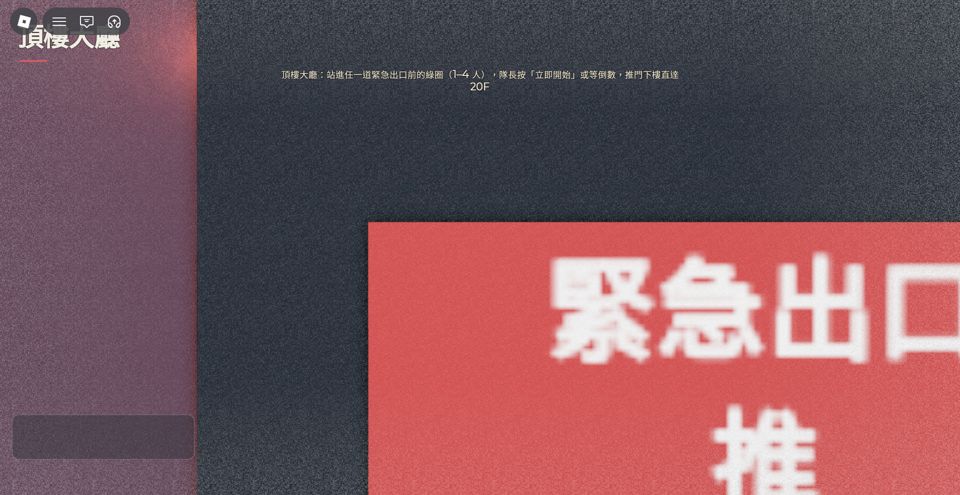 頂樓大廳
頂樓大廳：站進任一道緊急出口前的綠圈（1–4 人），隊長按「立即開始」或等倒數，推門下樓直達
20F
緊急出口
推